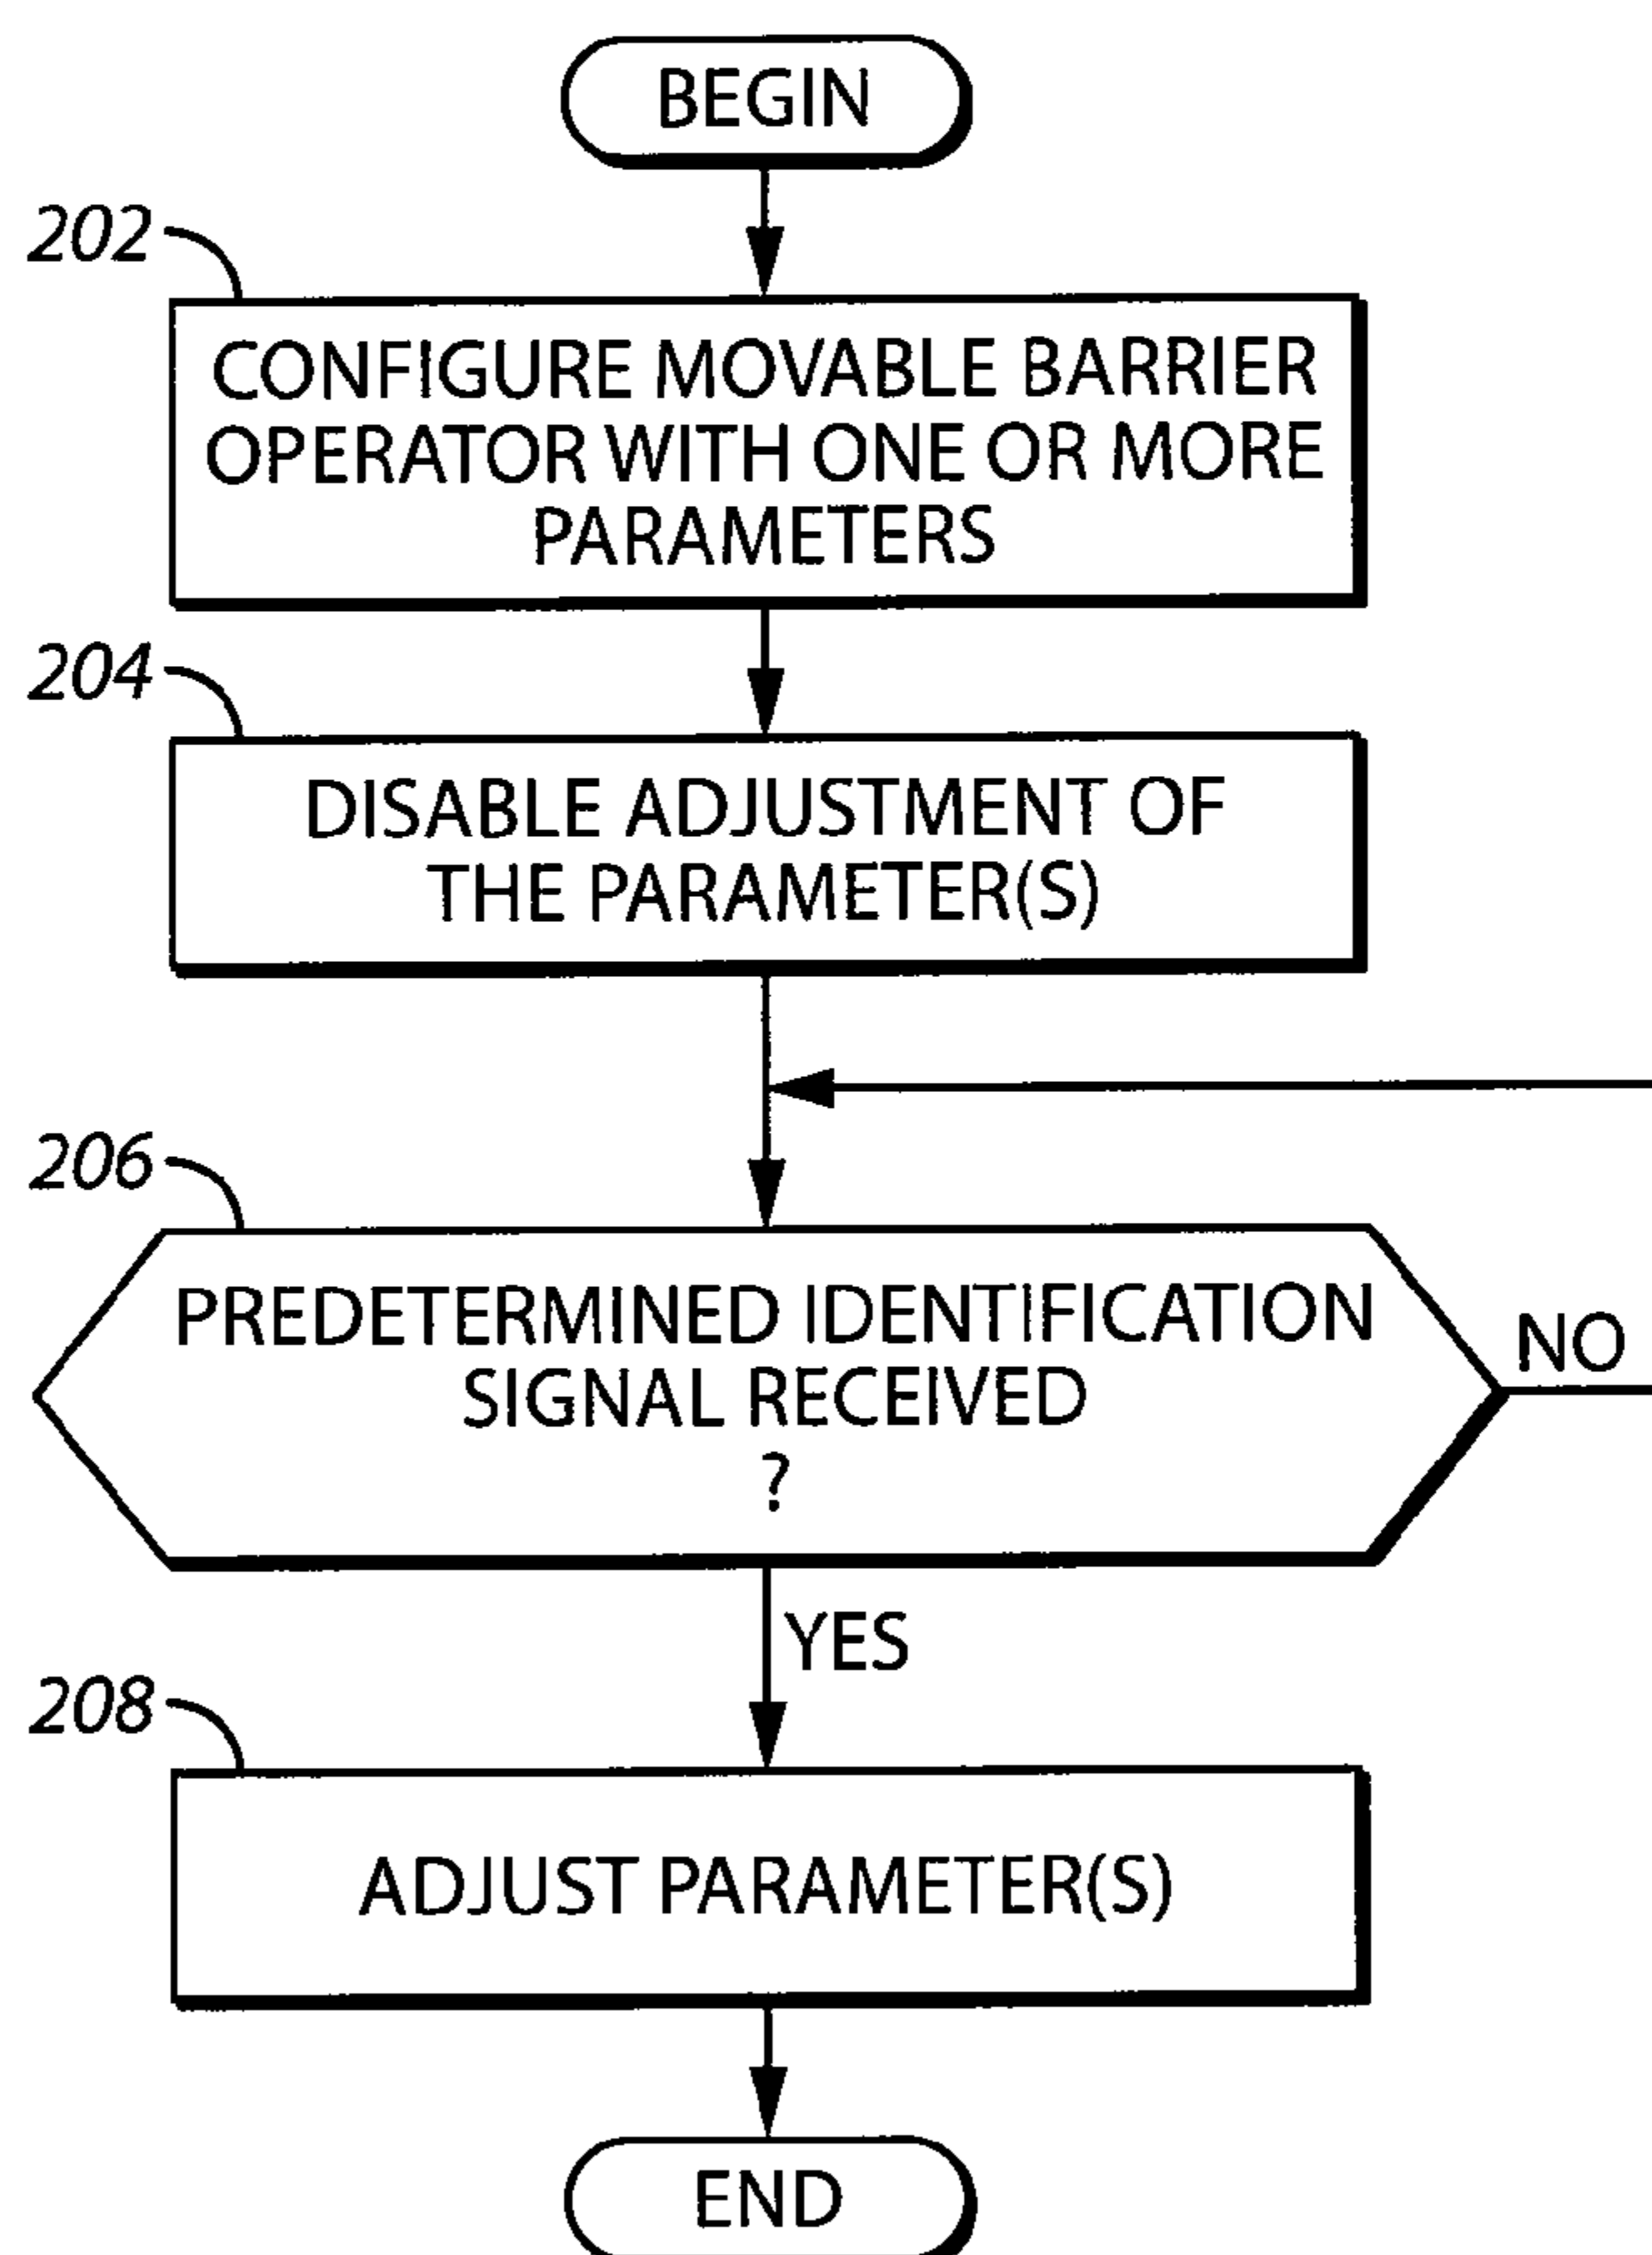 BEGIN
202
CONFIGURE MOVABLE BARRIER
OPERATOR WITH ONE OR MORE
PARAMETERS
204
DISABLE ADJUSTMENT OF
THE PARAMETER(S)
206
PREDETERMINED IDENTIFICATION
SIGNAL RECEIVED
?
NO
YES
208
ADJUST PARAMETER(S)
END